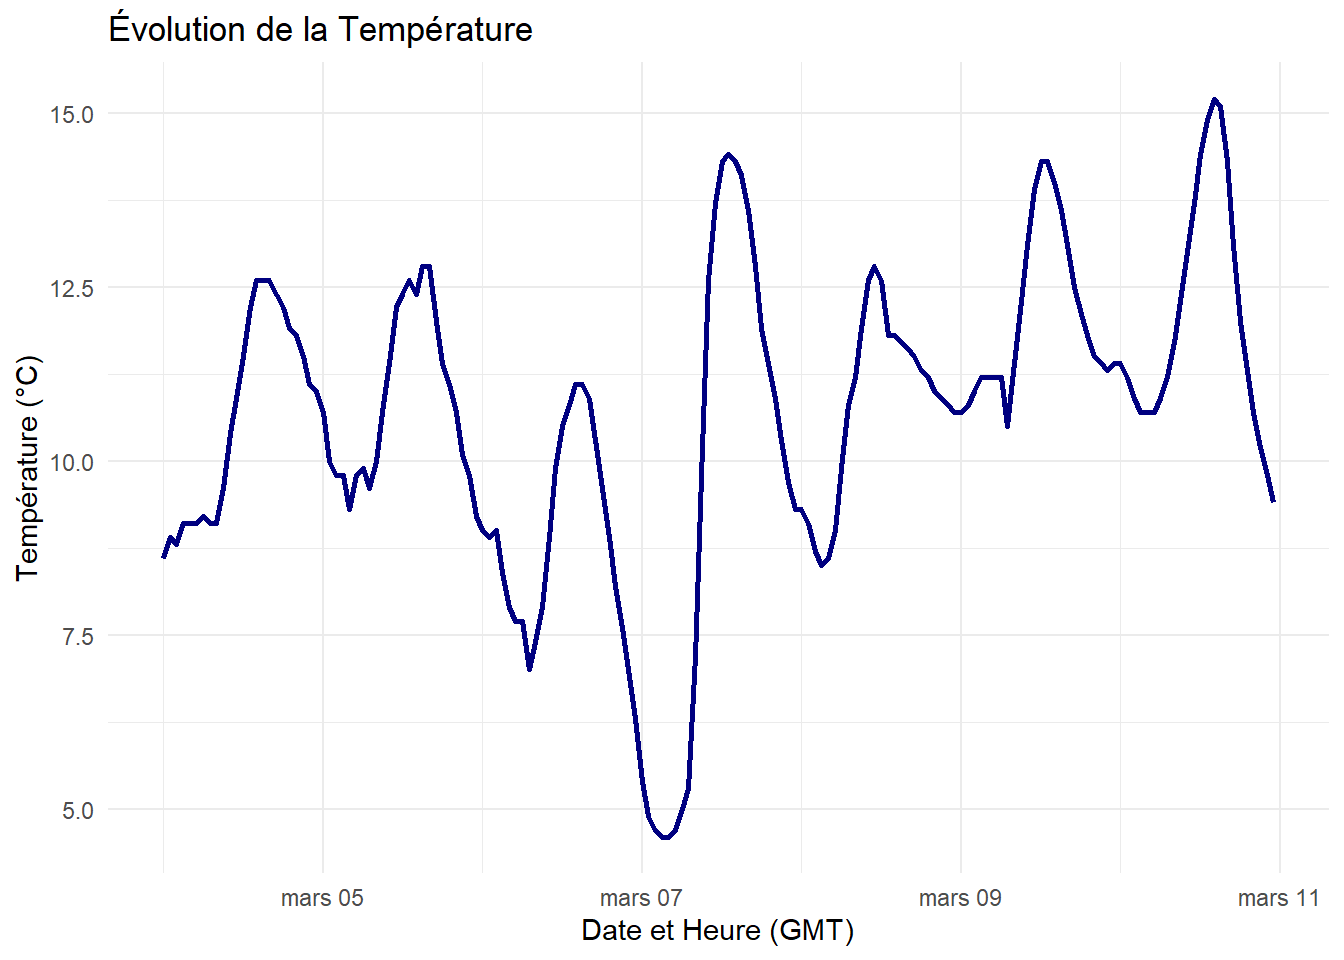 Évolution de la Température
Température (°C)
15.0
12.5
10.0
7.5
5.0
mars 05
mars 07
mars 09
mars 11
Date et Heure (GMT)